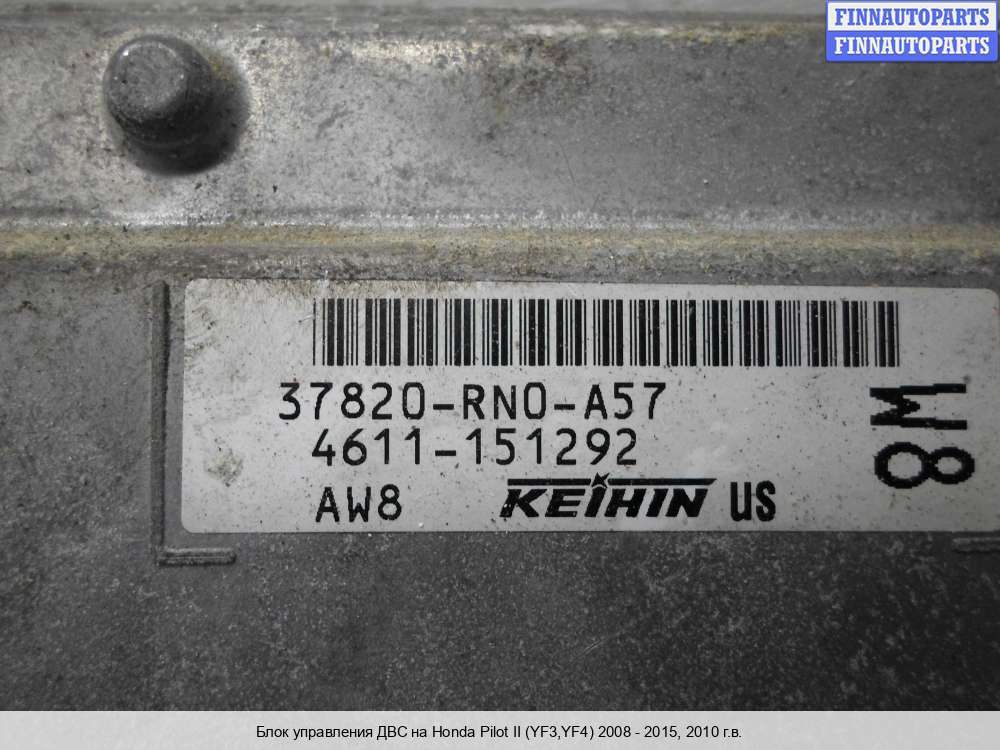 FINNAUTOPARTS
FINNAUTOPARTS
37820-RN0-A57
4611-151292
AW8 KEIHIN US
W8
Блок управления ДВС на Honda Pilot II (YF3,YF4) 2008 - 2015, 2010 г.в.